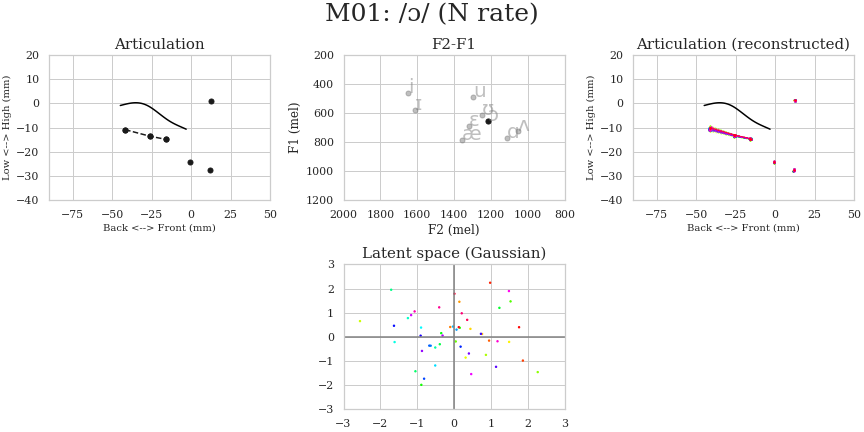 M01: /ɔ/ (N rate)
Articulation
F2-F1
Articulation (reconstructed)
Low <--> High (mm)
20
10
0
−10
−20
−30
−40
−75
−50
−25
0
25
50
Back <--> Front (mm)
F1 (mel)
200
400
600
800
1000
1200
i
ɪ
u
ʊ
ɔ
ɛ
æ
ɑ
ʌ
2000
1800
1600
1400
1200
1000
800
F2 (mel)
Low <--> High (mm)
20
10
0
−10
−20
−30
−40
−75
−50
−25
0
25
50
Back <--> Front (mm)
Latent space (Gaussian)
3
2
1
0
−1
−2
−3
−3
−2
−1
0
1
2
3